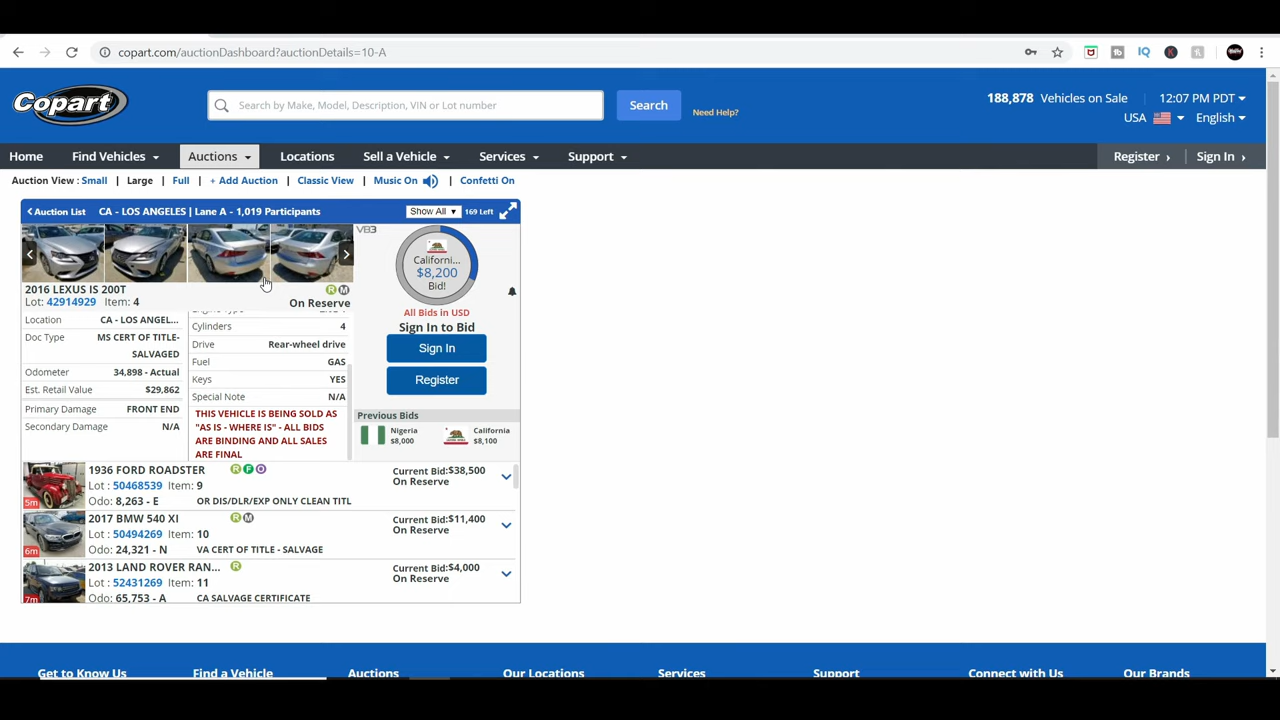 copart.com/auctionDashboard?auctionDetails=10-A
Copart
Search by Make, Model, Description, VIN or Lot number
Search
Need Help?
188,878 Vehicles on Sale
12:07 PM PDT
USA
English
Home
Find Vehicles
Auctions
Locations
Sell a Vehicle
Services
Support
Register
Sign In
Auction View : Small
Large
Full
+ Add Auction
Classic View
Music On
Confetti On
Auction List
CA - LOS ANGELES | Lane A - 1,019 Participants
Show All
169 Left
VB3
Californi...
$8,200
Bid!
2016 LEXUS IS 200T
R M
Lot: 42914929 Item: 4
On Reserve
All Bids in USD
Sign In to Bid
Sign In
Register
Location CA - LOS ANGEL...
Doc Type MS CERT OF TITLE-
SALVAGED
Odometer 34,898 - Actual
Est. Retail Value $29,862
Primary Damage FRONT END
Secondary Damage N/A
Cylinders 4
Drive Rear-wheel drive
Fuel GAS
Keys YES
Special Note N/A
THIS VEHICLE IS BEING SOLD AS
"AS IS - WHERE IS" - ALL BIDS
ARE BINDING AND ALL SALES
ARE FINAL
Previous Bids
Nigeria
$8,000
California
$8,100
1936 FORD ROADSTER R F O
Lot : 50468539 Item: 9
Odo: 8,263 - E OR DIS/DLR/EXP ONLY CLEAN TITL
Current Bid:$38,500
On Reserve
5m
2017 BMW 540 XI R M
Lot : 50494269 Item: 10
Odo: 24,321 - N VA CERT OF TITLE - SALVAGE
Current Bid:$11,400
On Reserve
6m
2013 LAND ROVER RAN... R
Lot : 52431269 Item: 11
Odo: 65,753 - A CA SALVAGE CERTIFICATE
Current Bid:$4,000
On Reserve
7m
Get to Know Us
Find a Vehicle
Auctions
Our Locations
Services
Support
Connect with Us
Our Brands